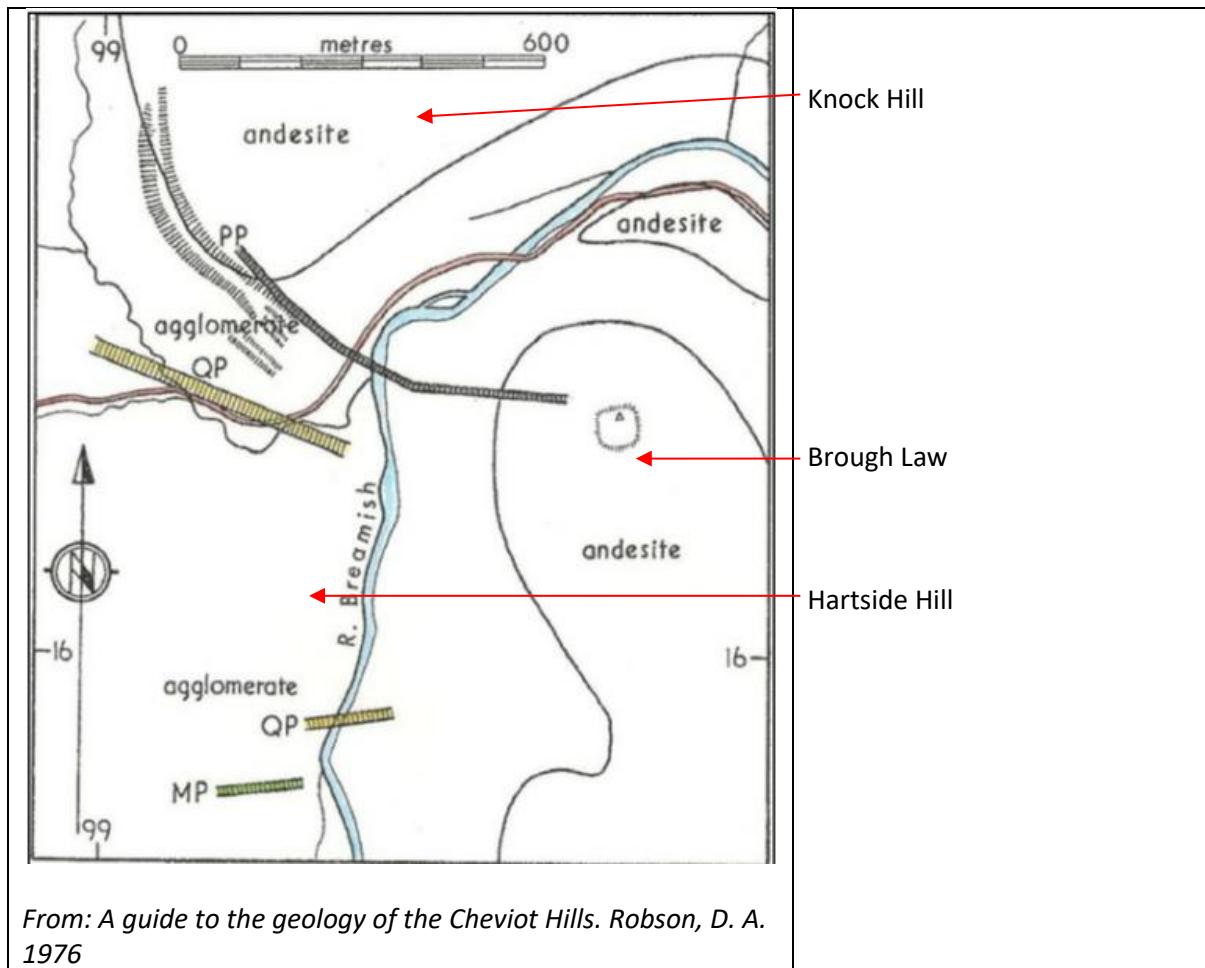 99
0 metres 600
Knock Hill
andesite
PP
andesite
agglomerate
QP
Brough Law
R. Breamish
andesite
Hartside Hill
16
16
agglomerate
QP
MP
99
From: A guide to the geology of the Cheviot Hills. Robson, D. A.
1976